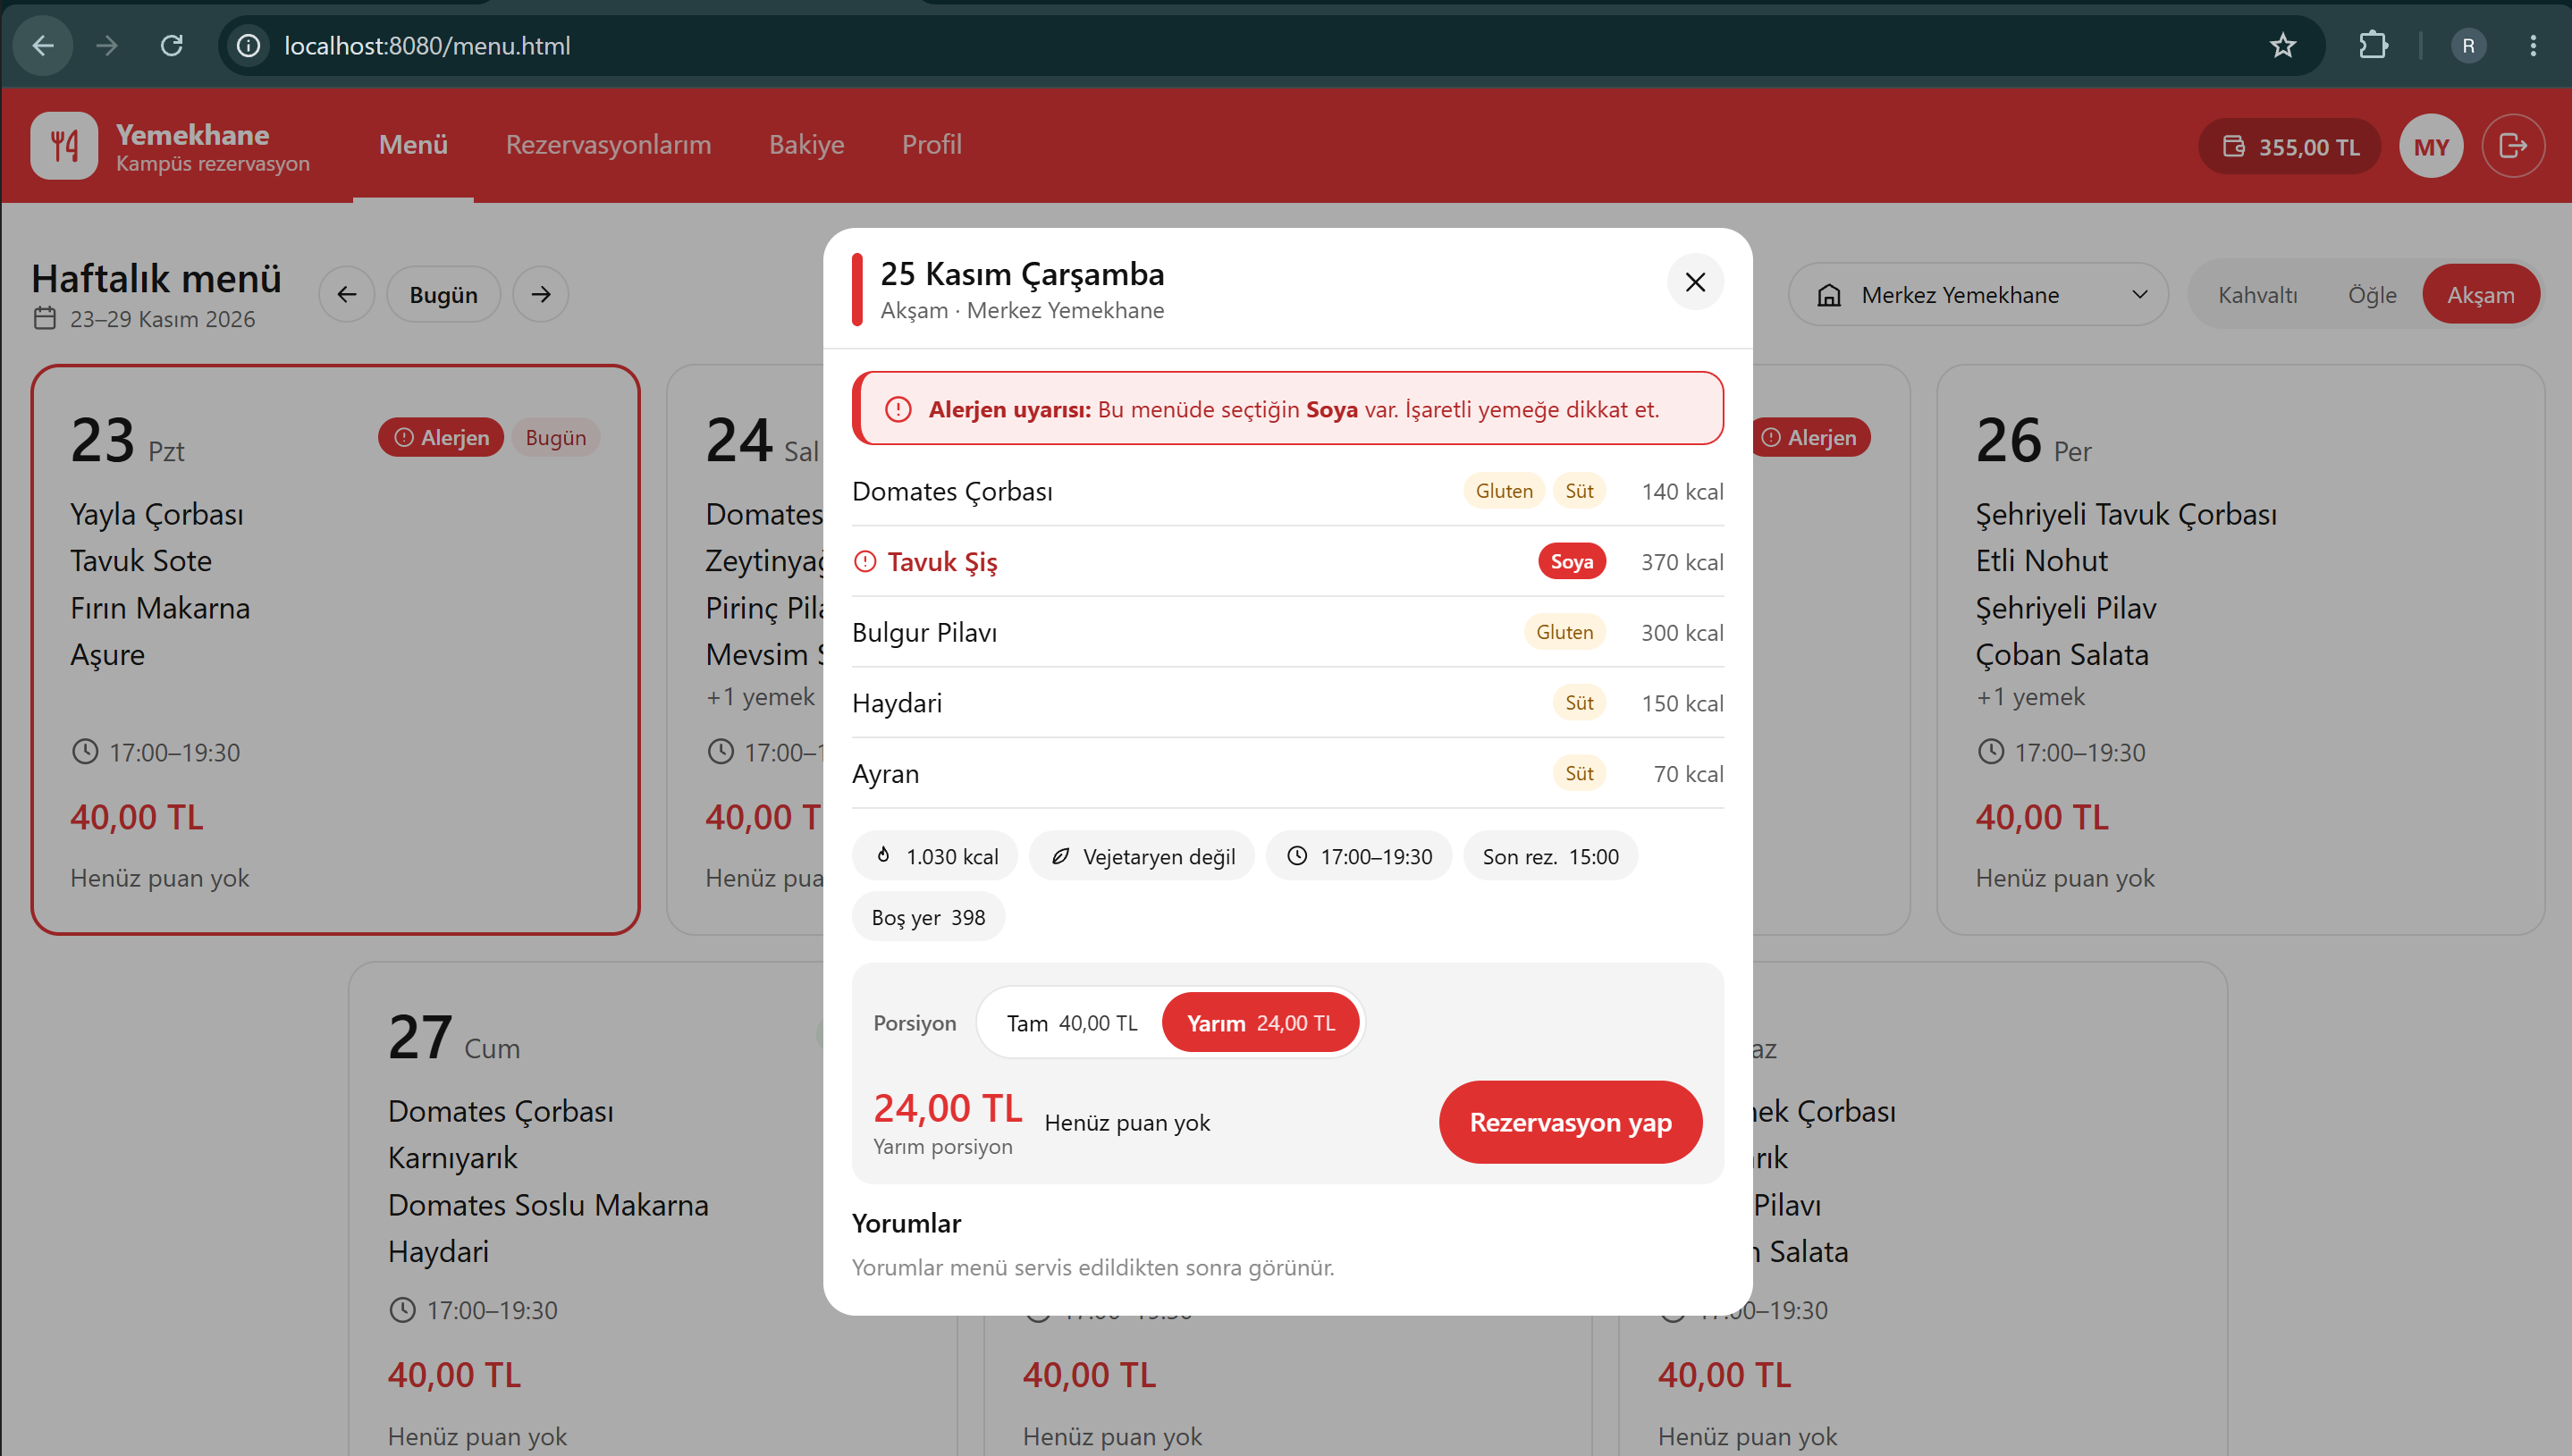 localhost:8080/menu.html
R
Yemekhane
Kampüs rezervasyon
Menü
Rezervasyonlarım
Bakiye
Profil
355,00 TL
MY
Haftalık menü
23–29 Kasım 2026
Bugün
Merkez Yemekhane
Kahvaltı
Öğle
Akşam
23 Pzt
Alerjen
Bugün
Yayla Çorbası
Tavuk Sote
Fırın Makarna
Aşure
17:00–19:30
40,00 TL
Henüz puan yok
24 Sal
Domates
Pirinç
Mevsim
+1 yemek
40,00
Henüz
Alerjen
26 Per
Şehriyeli Tavuk Çorbası
Etli Nohut
Şehriyeli Pilav
Çoban Salata
+1 yemek
17:00–19:30
40,00 TL
Henüz puan yok
25 Kasım Çarşamba
Akşam · Merkez Yemekhane
Alerjen uyarısı: Bu menüde seçtiğin Soya var. İşaretli yemeğe dikkat et.
Domates Çorbası Gluten Süt 140 kcal
Tavuk Şiş Soya 370 kcal
Bulgur Pilavı Gluten 300 kcal
Haydari Süt 150 kcal
Ayran Süt 70 kcal
1.030 kcal
Vejetaryen değil
17:00–19:30
Son rez. 15:00
Boş yer 398
Porsiyon
Tam 40,00 TL
Yarım 24,00 TL
24,00 TL
Yarım porsiyon
Henüz puan yok
Rezervasyon yap
Yorumlar
Yorumlar menü servis edildikten sonra görünür.
27 Cum
Domates Çorbası
Karnıyarık
Domates Soslu Makarna
Haydari
17:00–19:30
40,00 TL
Henüz puan yok
40,00 TL
Henüz puan yok
Çorbası
Pilavı
Salata
40,00 TL
Henüz puan yok